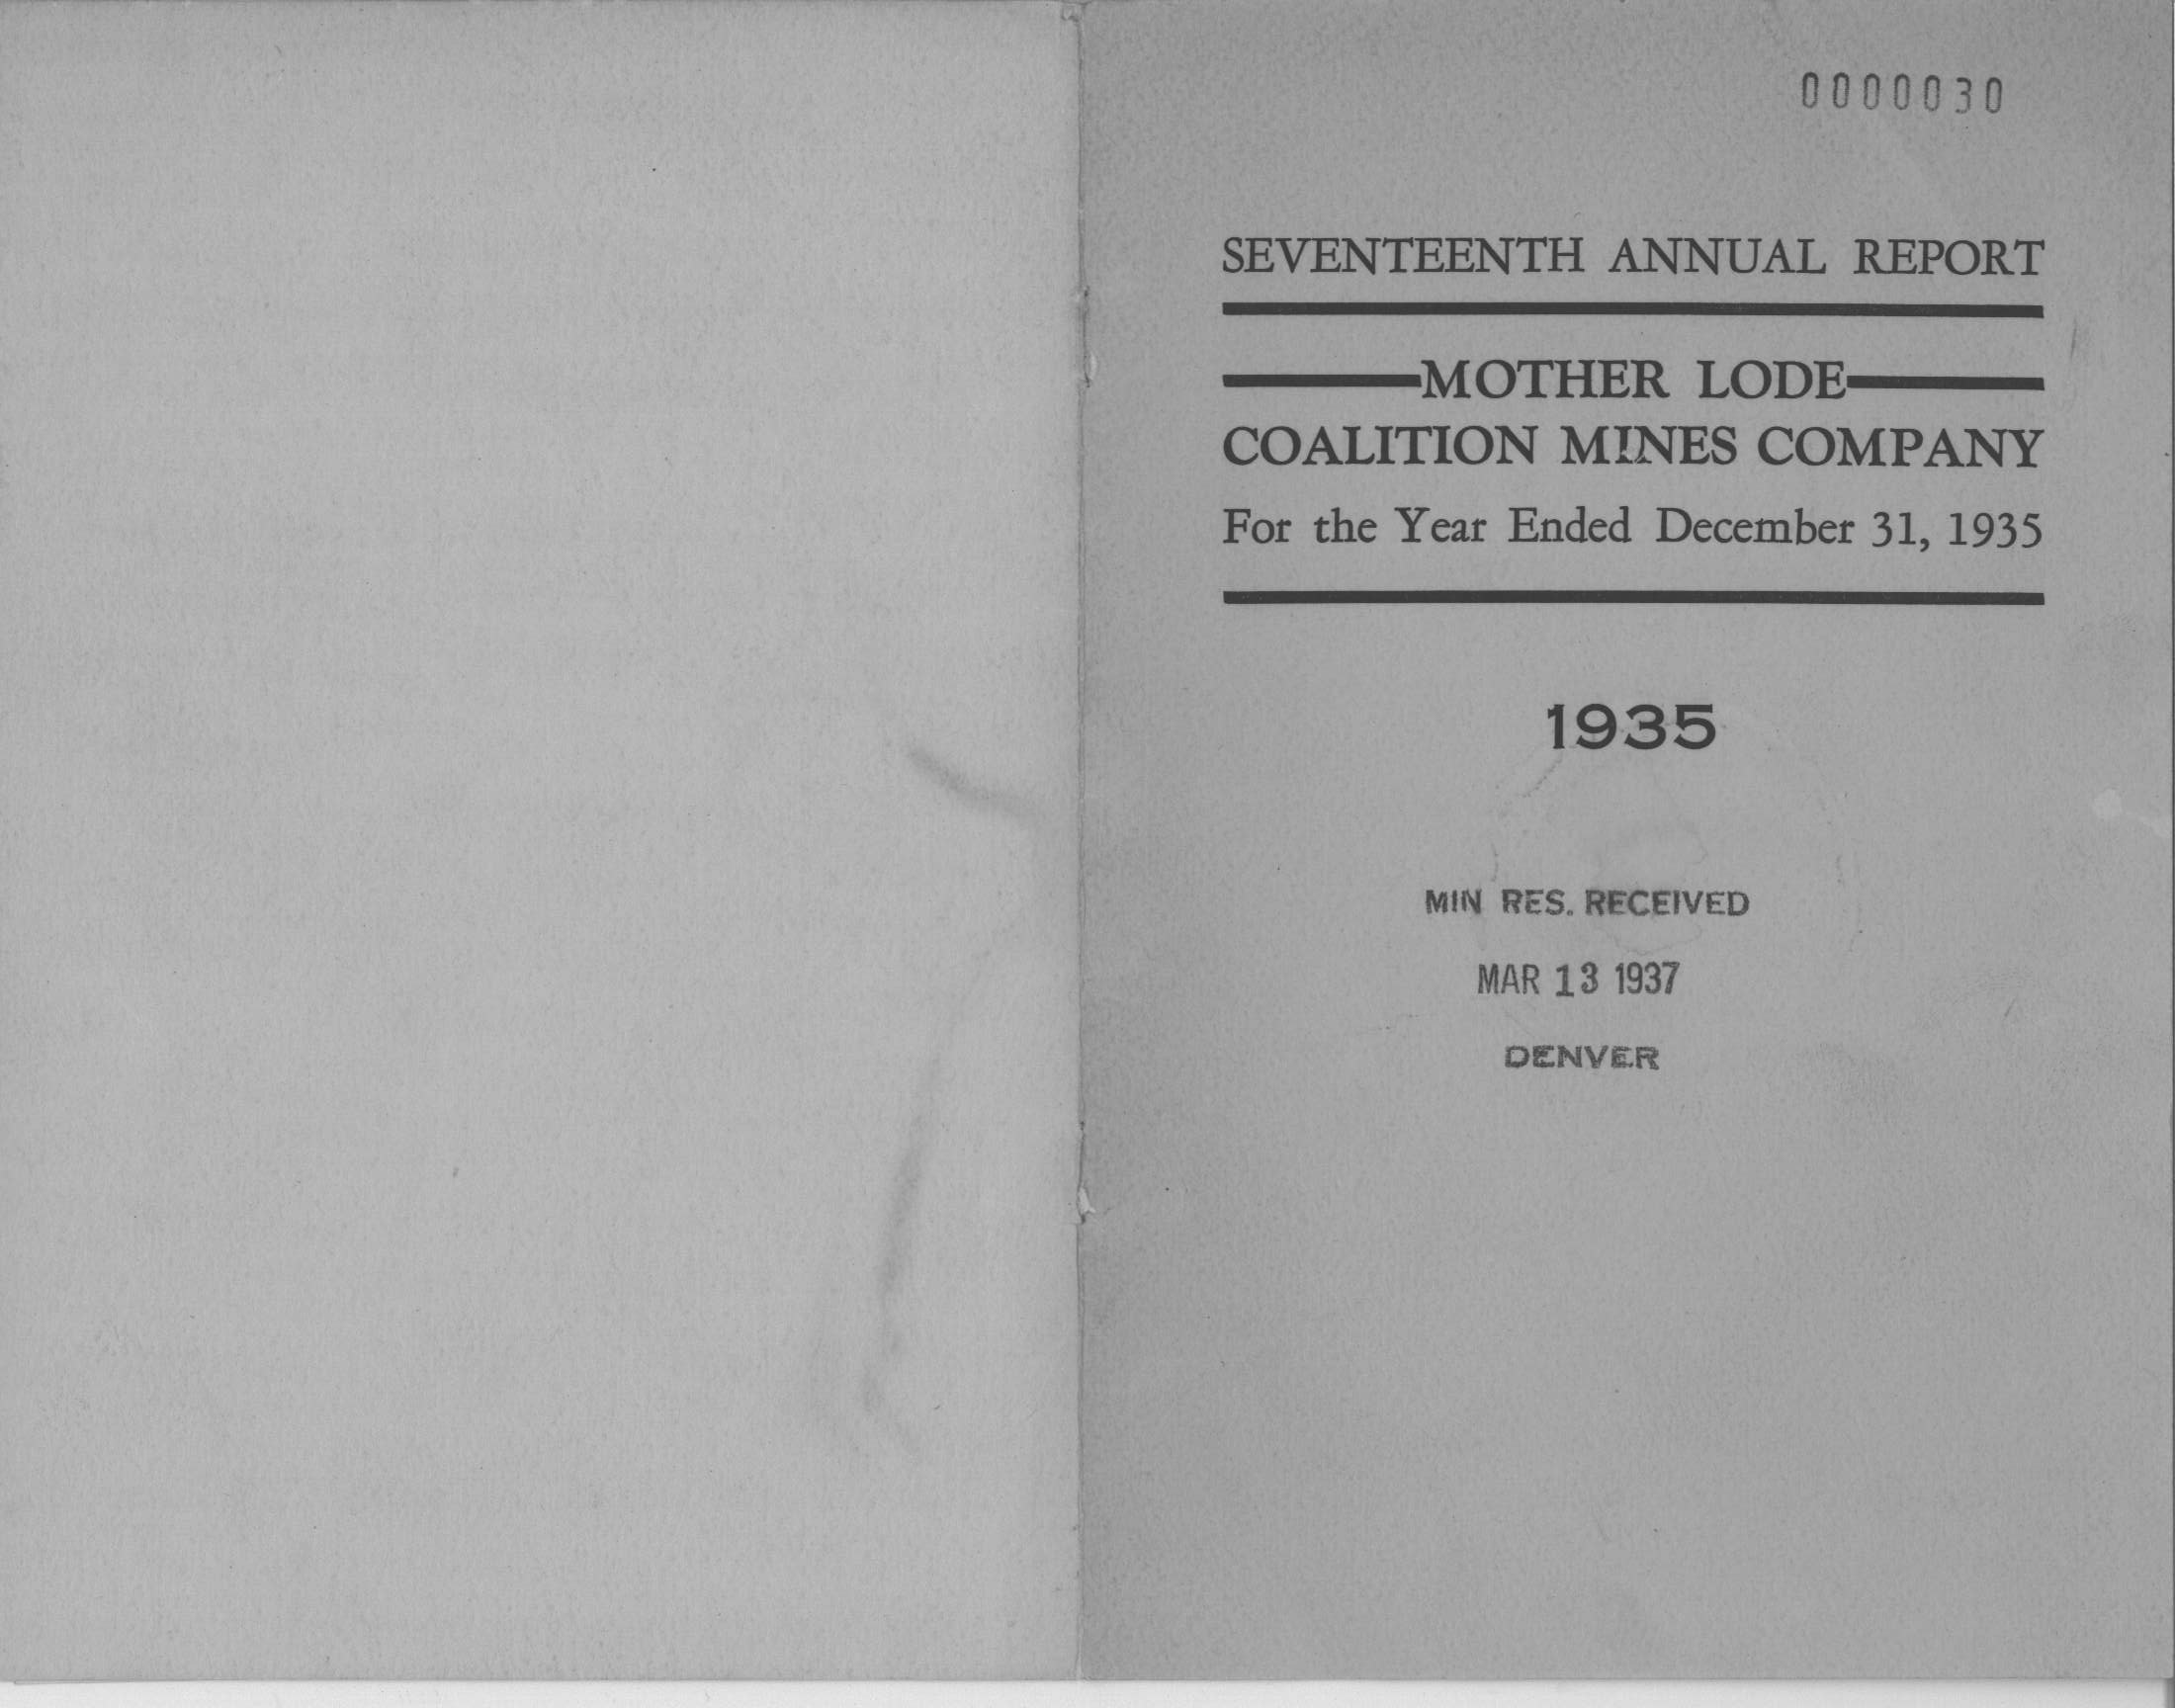 0000030
SEVENTEENTH ANNUAL REPORT
MOTHER LODE
COALITION MINES COMPANY
For the Year Ended December 31, 1935
1935
MIN RES. RECEIVED
MAR 13 1937
DENVER